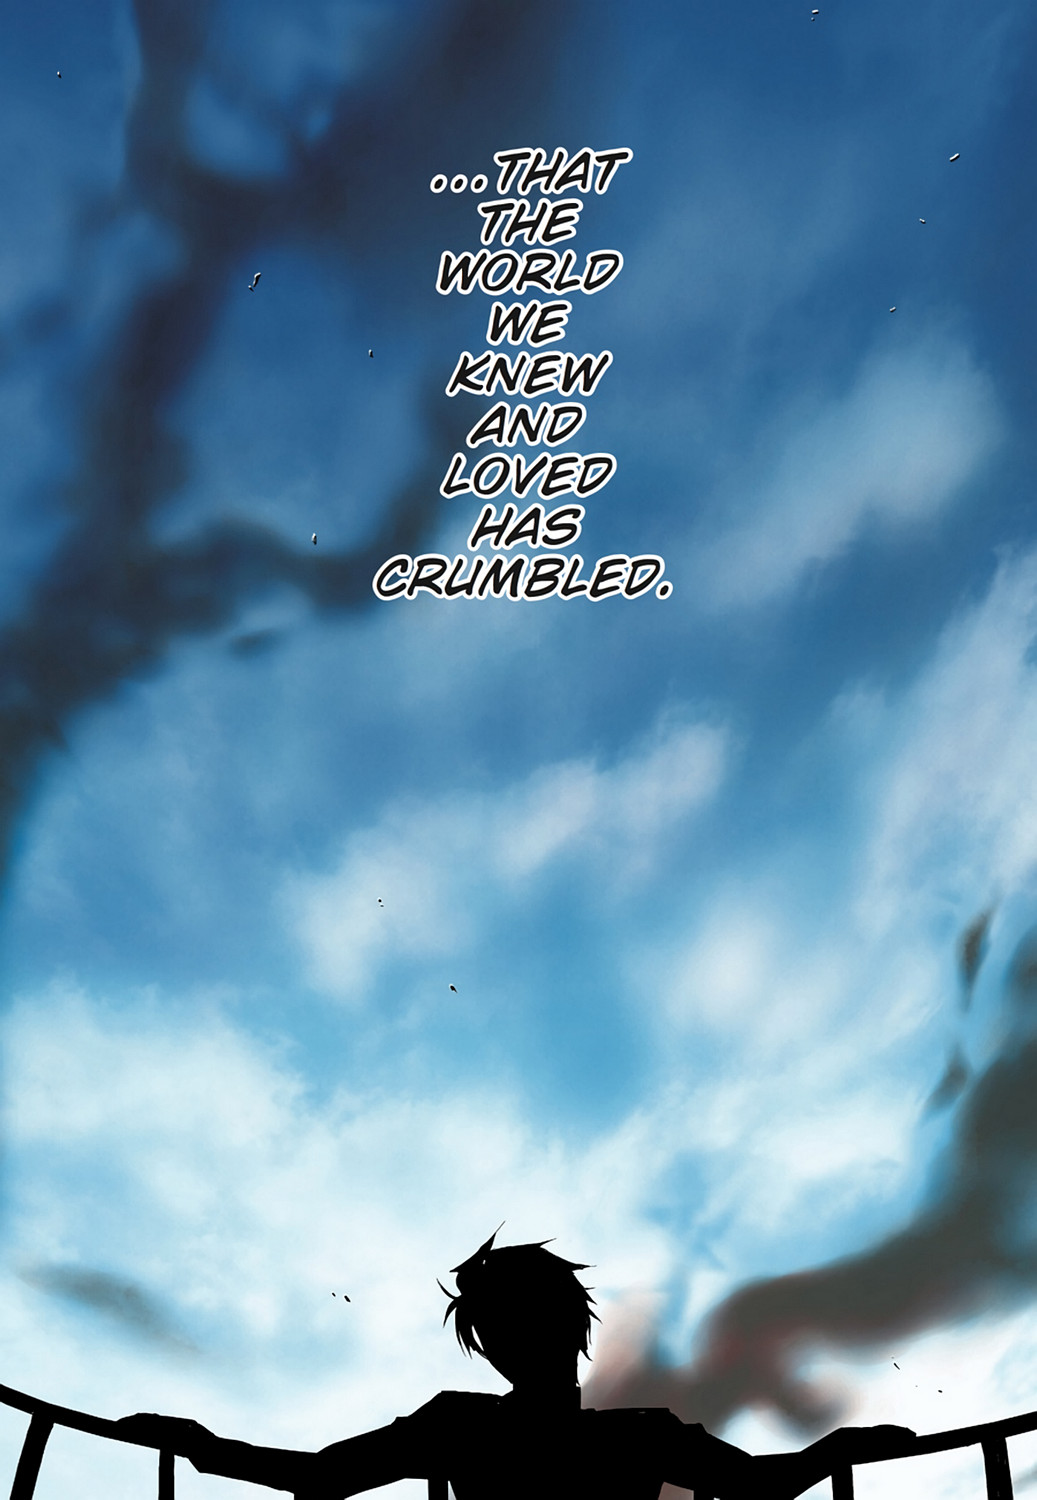 ...THAT
THE
WORLD
WE
KNEW
AND
LOVED
HAS
CRUMBLED.